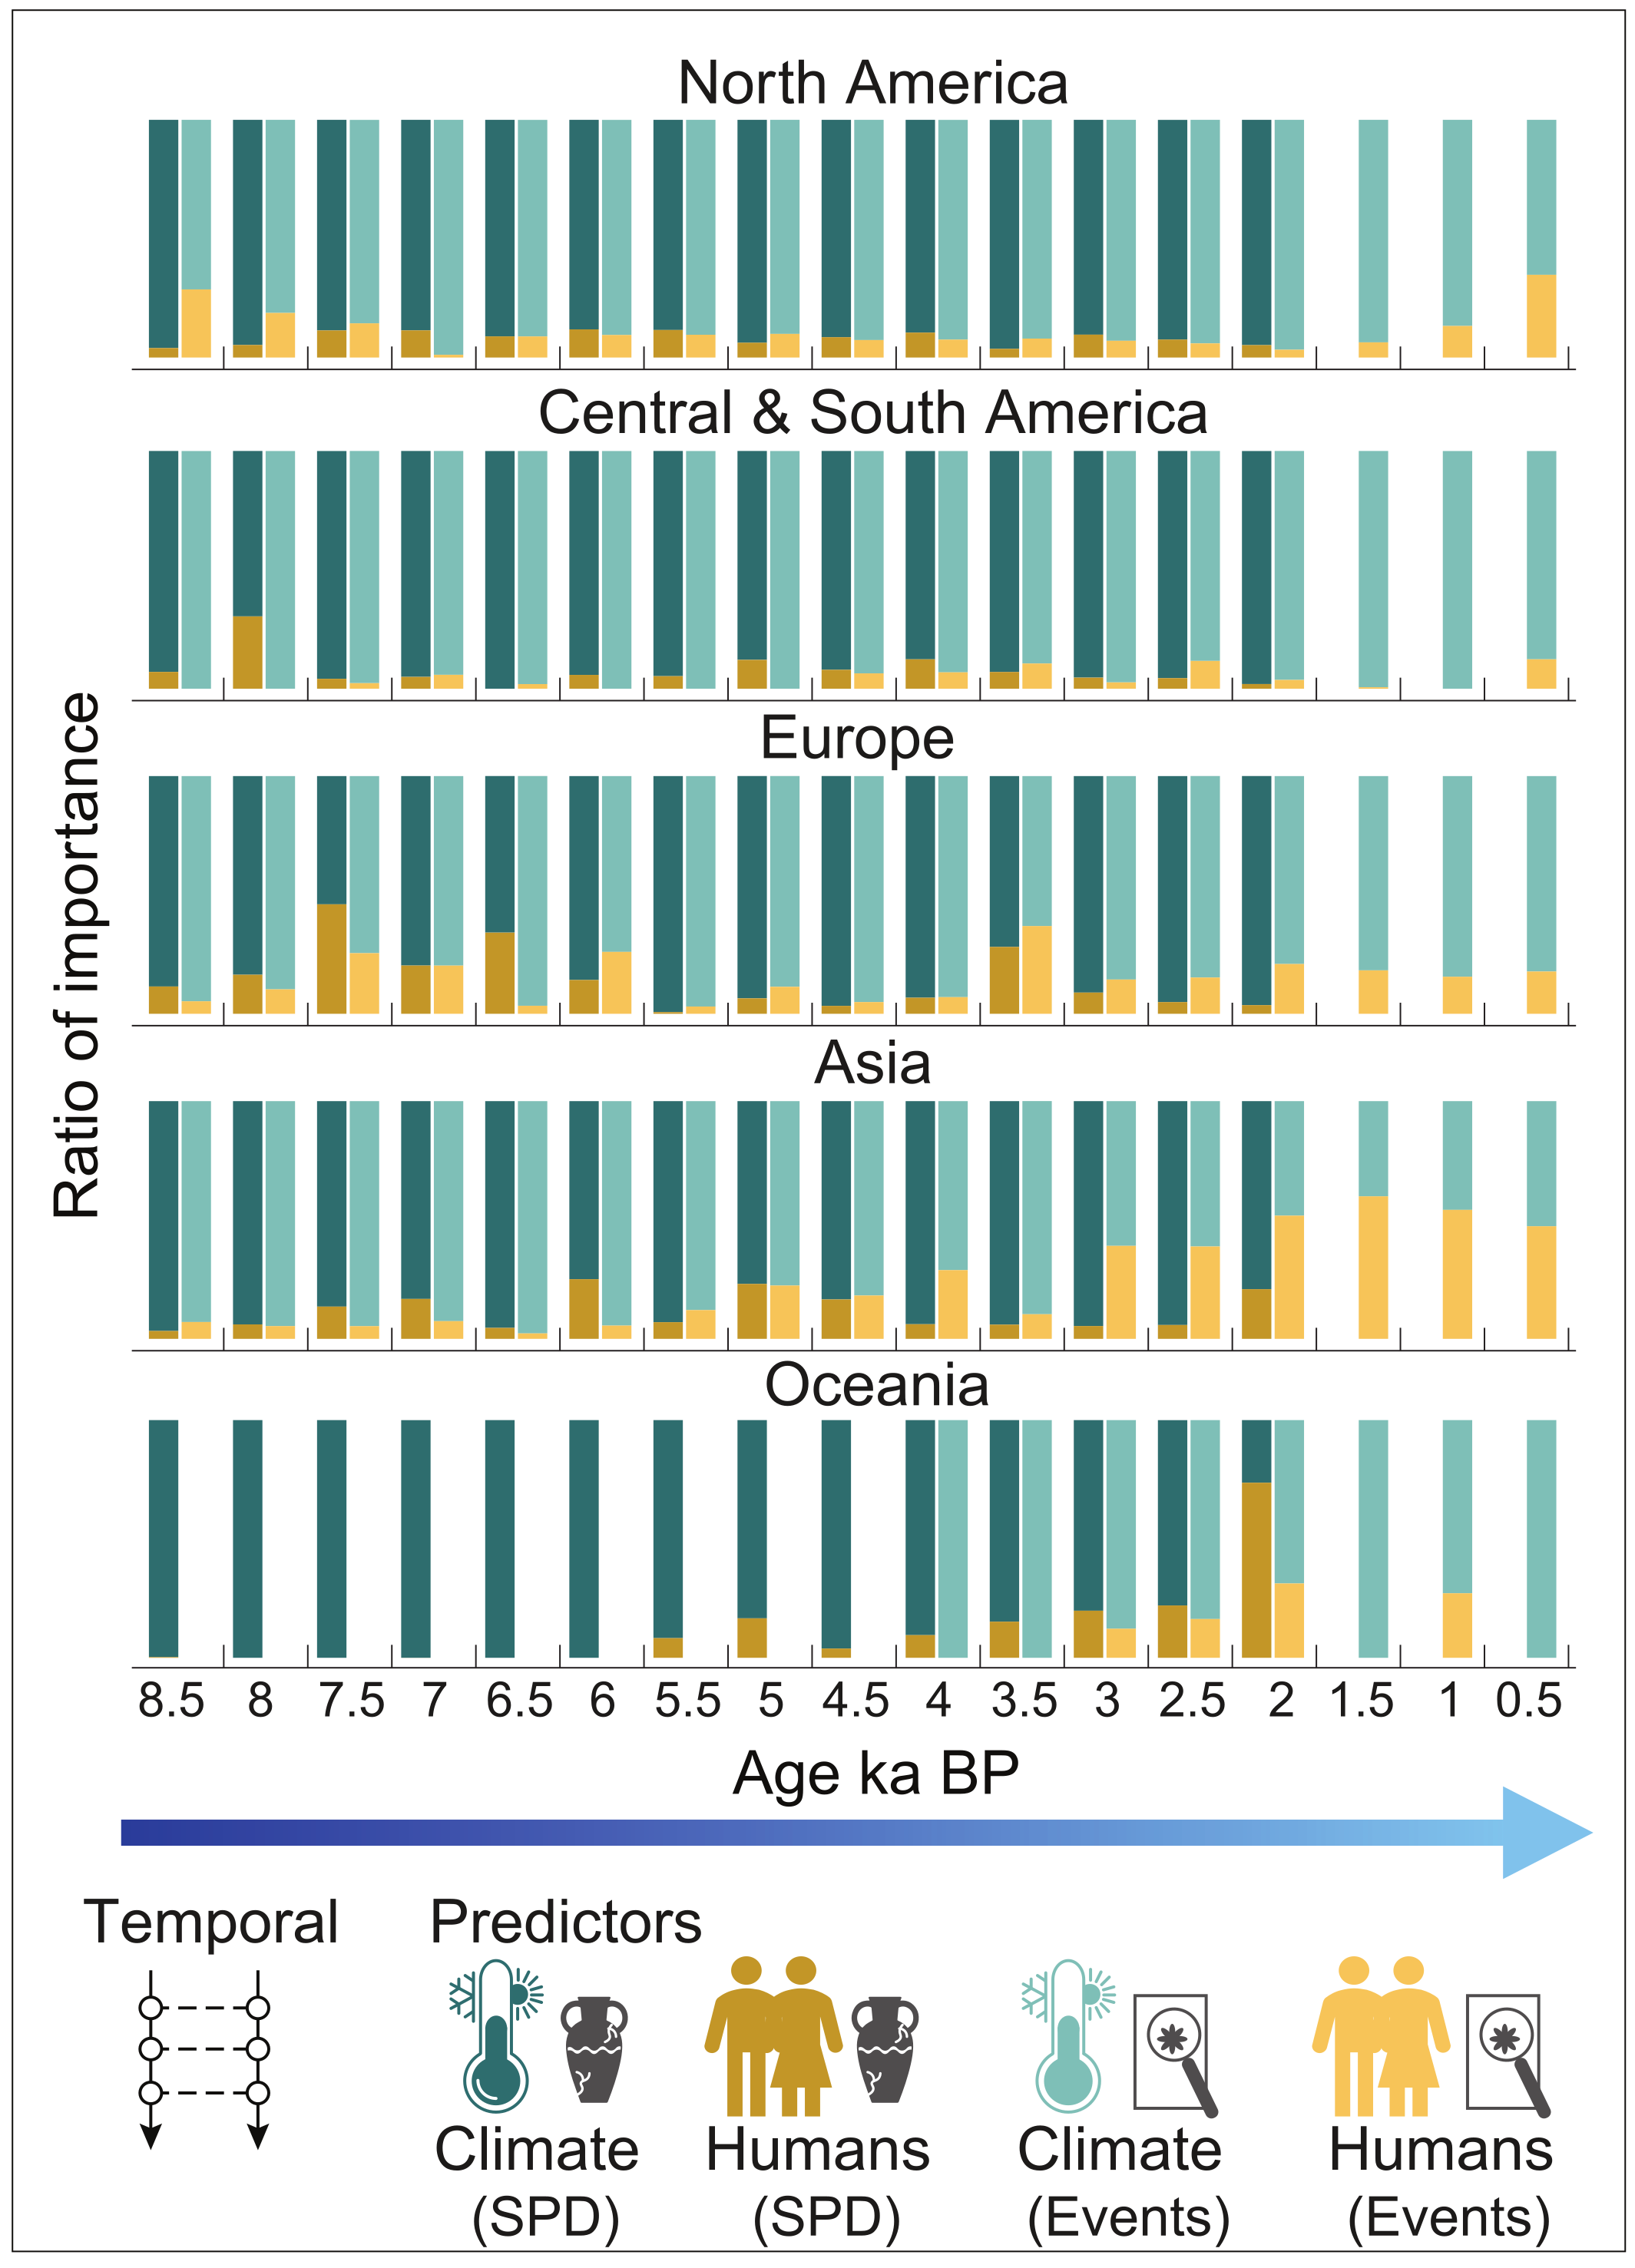 North America
Central & South America
Europe
Asia
Oceania
Ratio of importance
8.5 8 7.5 7 6.5 6 5.5 5 4.5 4 3.5 3 2.5 2 1.5 1 0.5
Age ka BP
Temporal Predictors
Climate Humans Climate Humans
(SPD) (SPD) (Events) (Events)